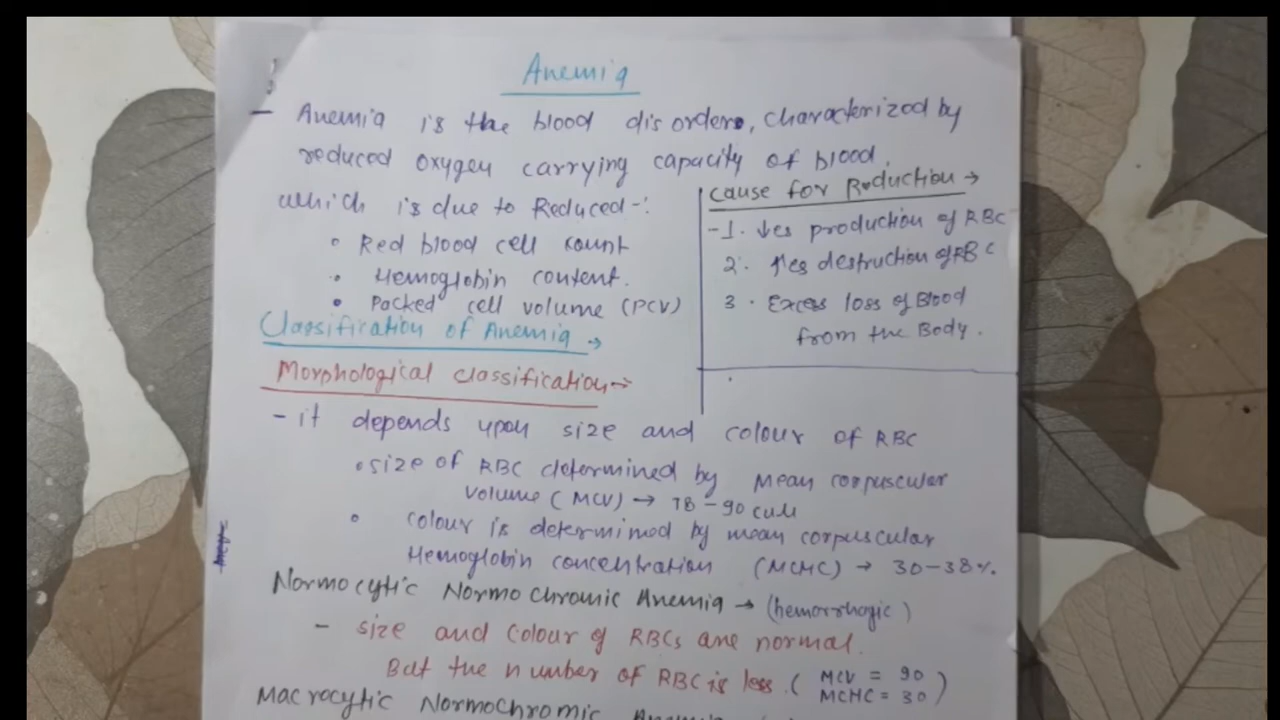 Anemia
- Anemia is the blood disorder, characterized by
reduced oxygen carrying capacity of blood.
which is due to Reduced -:
• Red blood cell count
• Hemoglobin content.
• Packed cell volume (PCV)
Cause for Reduction →
-1. ↓es production of RBC
2. ↑es destruction of RBC
3. Excess loss of Blood
from the Body.
Classification of Anemia →
Morphological classification →
- it depends upon size and colour of RBC
• size of RBC determined by Mean corpuscular
volume (MCV) → 78-90 cuu
• colour is determined by mean corpuscular
Hemoglobin concentration (MCHC) → 30-38%.
Normocytic Normochromic Anemia → (hemorrhagic)
- size and colour of RBCs are normal.
But the number of RBC is less. (MCV = 90
MCHC = 30)
Macrocytic Normochromic